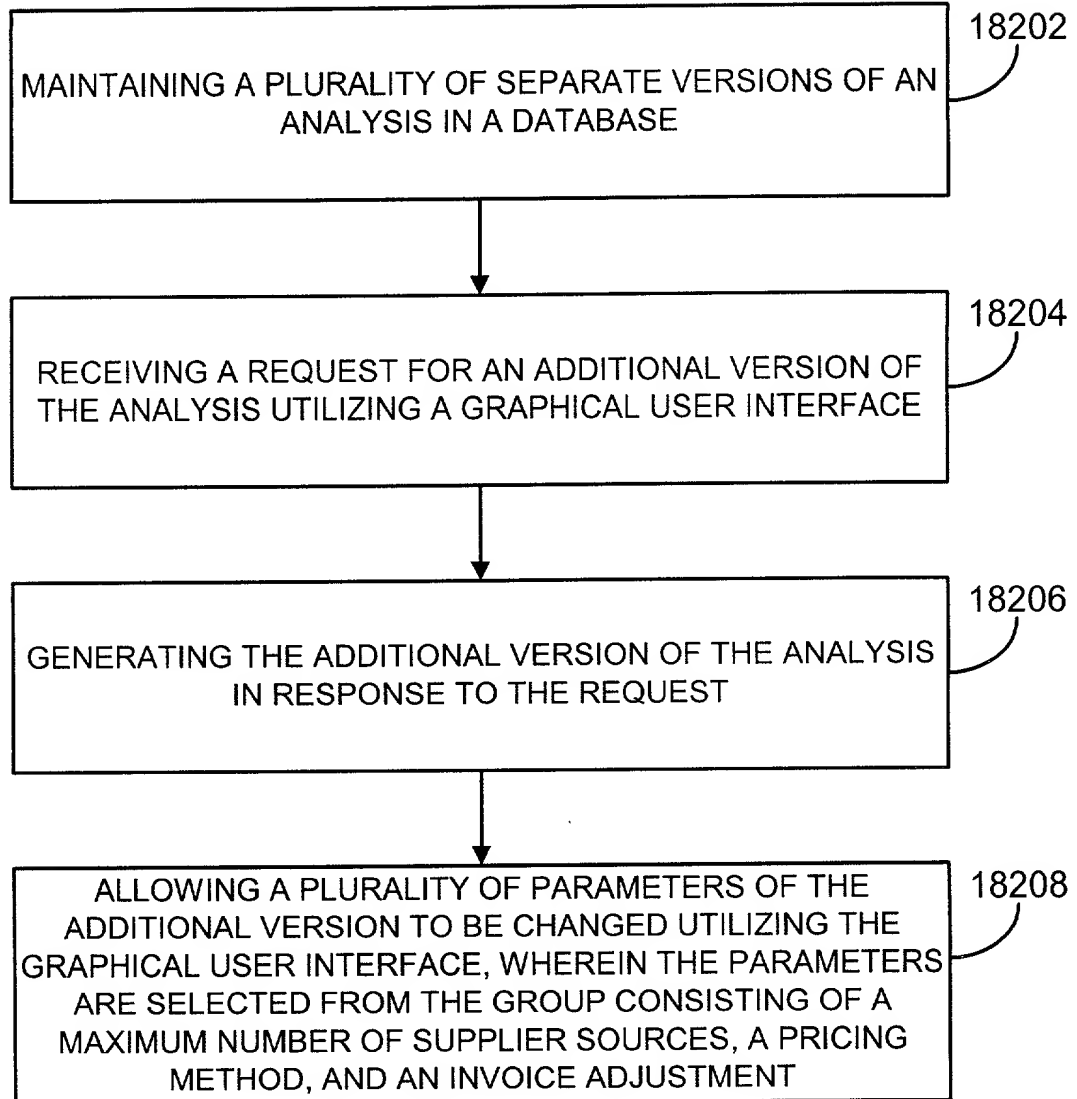 18202
MAINTAINING A PLURALITY OF SEPARATE VERSIONS OF AN
ANALYSIS IN A DATABASE
18204
RECEIVING A REQUEST FOR AN ADDITIONAL VERSION OF
THE ANALYSIS UTILIZING A GRAPHICAL USER INTERFACE
18206
GENERATING THE ADDITIONAL VERSION OF THE ANALYSIS
IN RESPONSE TO THE REQUEST
18208
ALLOWING A PLURALITY OF PARAMETERS OF THE
ADDITIONAL VERSION TO BE CHANGED UTILIZING THE
GRAPHICAL USER INTERFACE, WHEREIN THE PARAMETERS
ARE SELECTED FROM THE GROUP CONSISTING OF A
MAXIMUM NUMBER OF SUPPLIER SOURCES, A PRICING
METHOD, AND AN INVOICE ADJUSTMENT